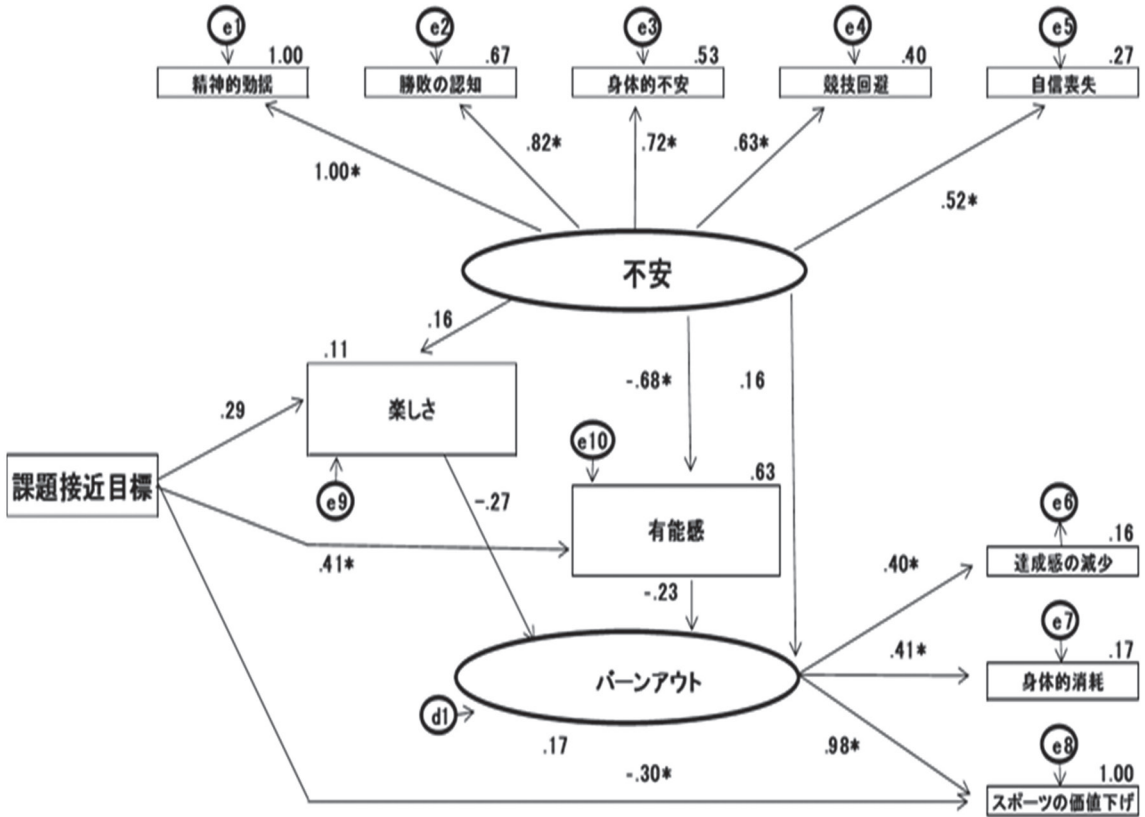 e1
e2
e3
e4
e5
1.00
.67
.53
.40
.27
精神的動揺
勝敗の認知
身体的不安
競技回避
自信喪失
1.00*
.82*
.72*
.63*
.52*
不安
.16
-.68*
.16
.11
楽しさ
.29
課題接近目標
e9
-.27
e10
.63
有能感
.41*
-.23
e6
.16
達成感の減少
.40*
e7
.17
身体的消耗
.41*
バーンアウト
d1
.17
.98*
-.30*
e8
1.00
スポーツの価値下げ